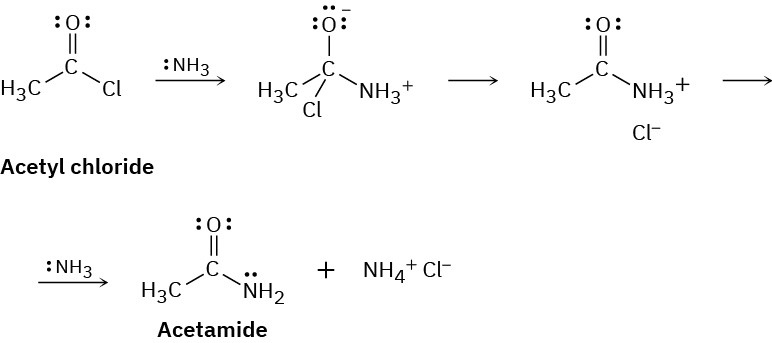 :O:
:O: −
:O:
C
:NH3
C
C
H3C
Cl
H3C
NH3+
H3C
NH3+
Cl
Cl−
Acetyl chloride
:O:
:NH3
C
+
NH4+ Cl−
H3C
NH2
Acetamide